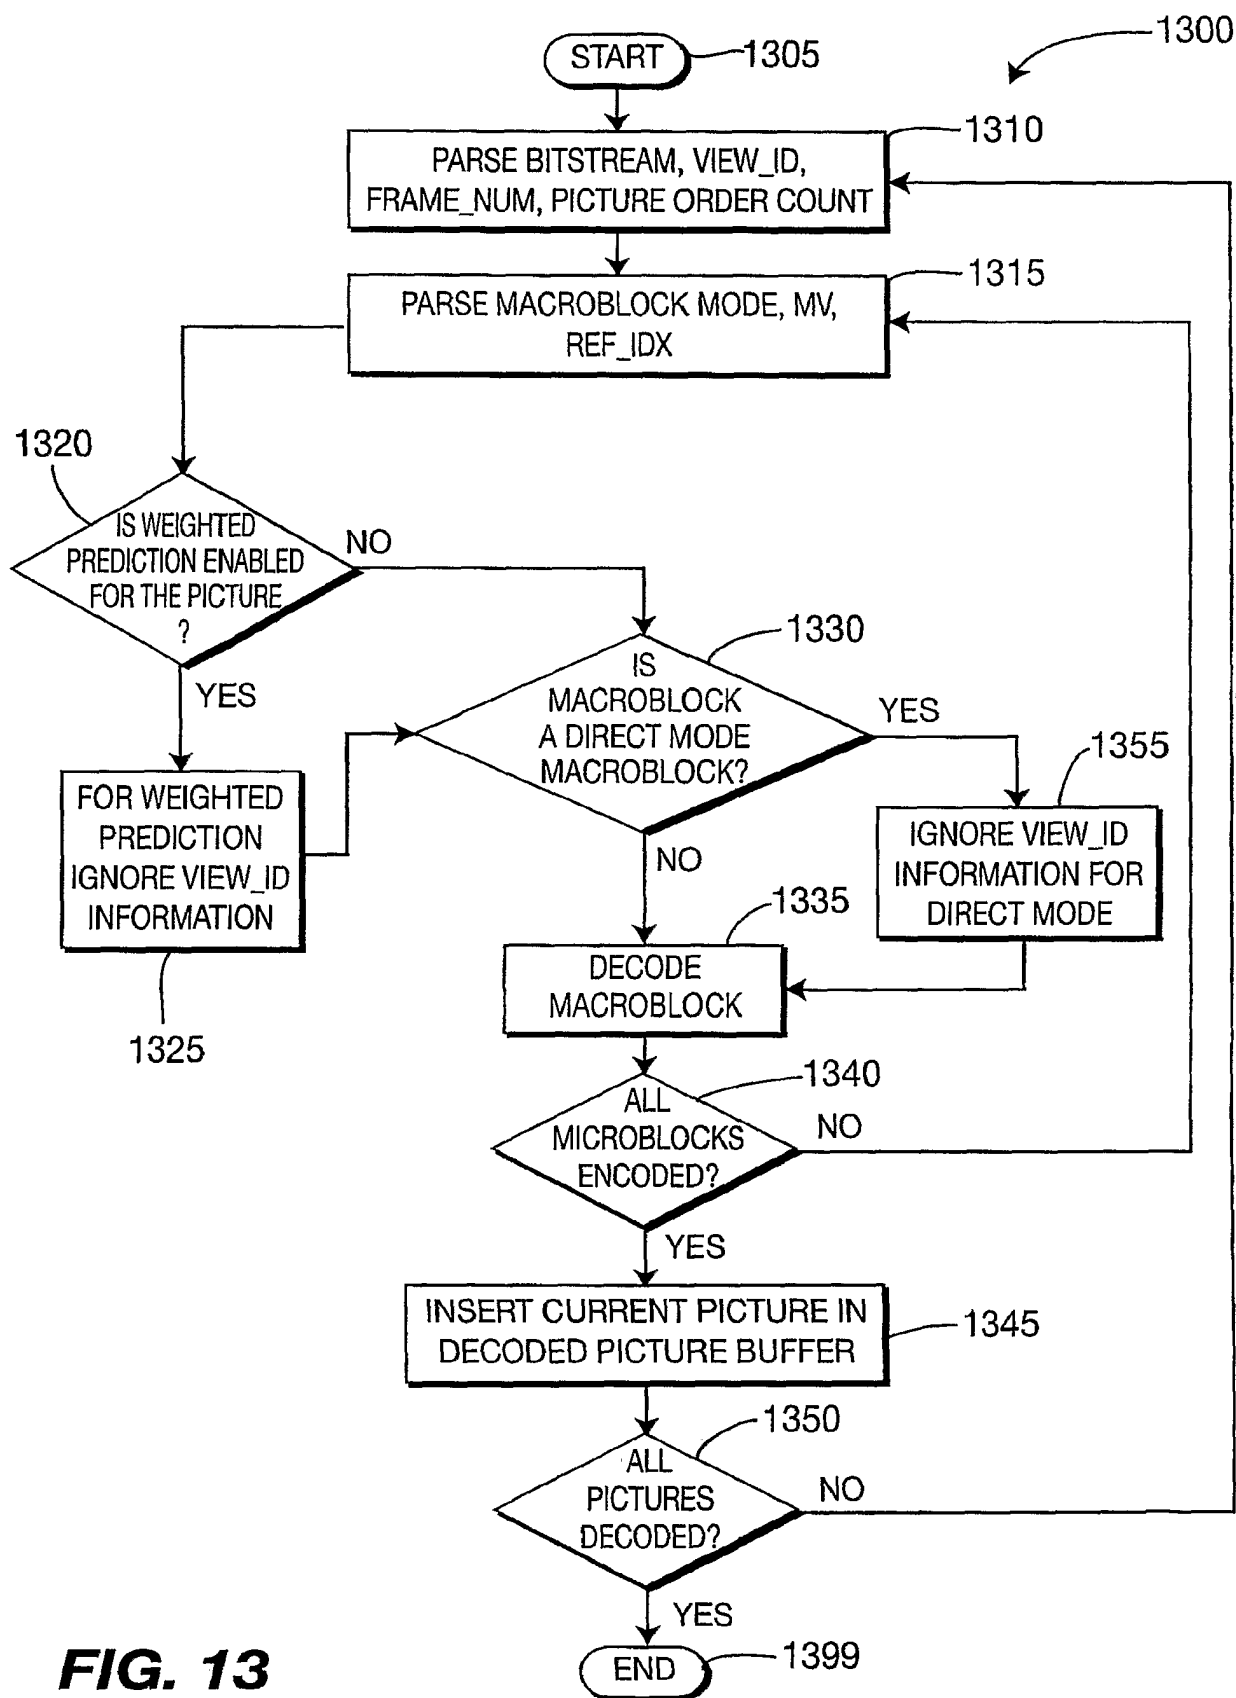 1300
START
1305
1310
PARSE BITSTREAM, VIEW_ID,
FRAME_NUM, PICTURE ORDER COUNT
1315
PARSE MACROBLOCK MODE, MV,
REF_IDX
1320
IS WEIGHTED
PREDICTION ENABLED
FOR THE PICTURE
?
NO
YES
1330
IS
MACROBLOCK
A DIRECT MODE
MACROBLOCK?
YES
NO
1355
IGNORE VIEW_ID
INFORMATION FOR
DIRECT MODE
FOR WEIGHTED
PREDICTION
IGNORE VIEW_ID
INFORMATION
1325
1335
DECODE
MACROBLOCK
1340
ALL
MICROBLOCKS
ENCODED?
NO
YES
INSERT CURRENT PICTURE IN
DECODED PICTURE BUFFER
1345
1350
ALL
PICTURES
DECODED?
NO
YES
END
1399
FIG. 13